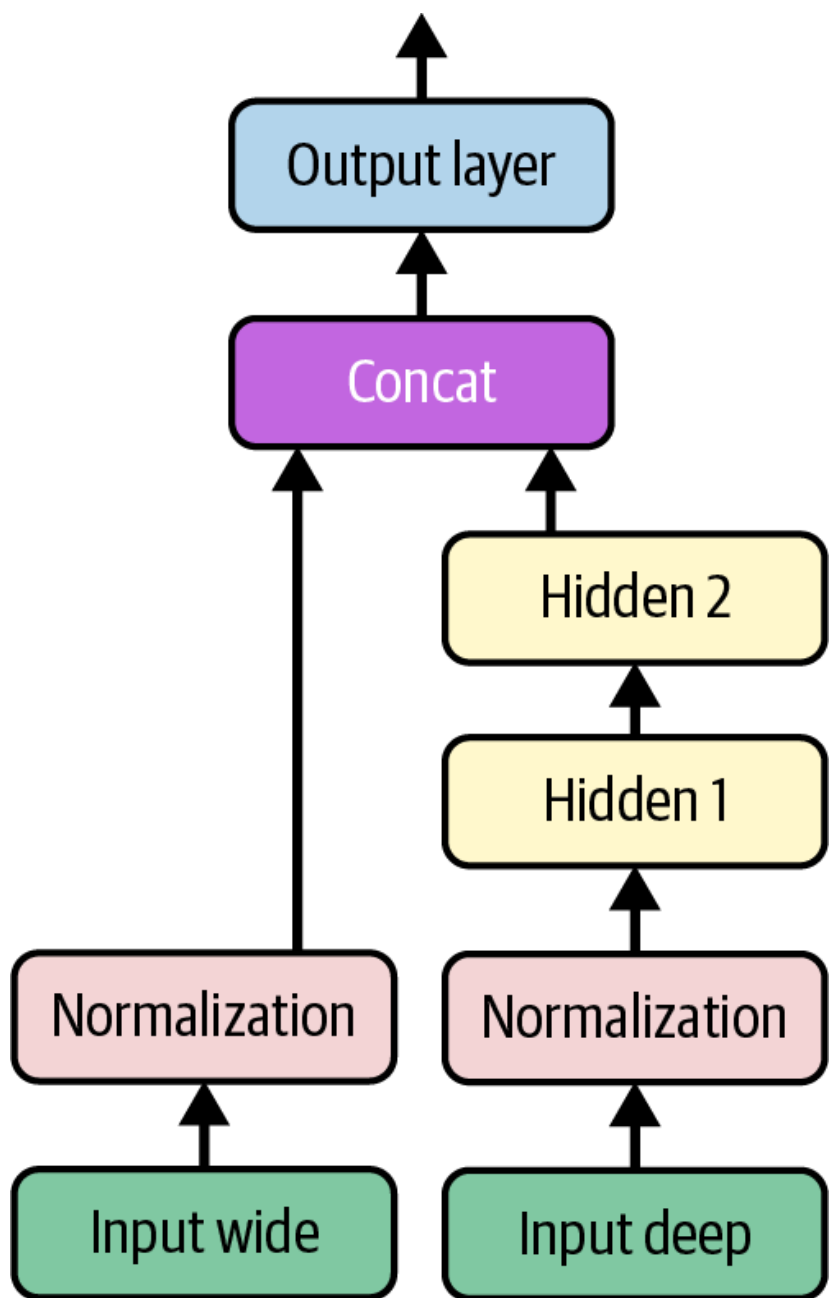 Output layer
Concat
Hidden 2
Hidden 1
Normalization
Normalization
Input wide
Input deep